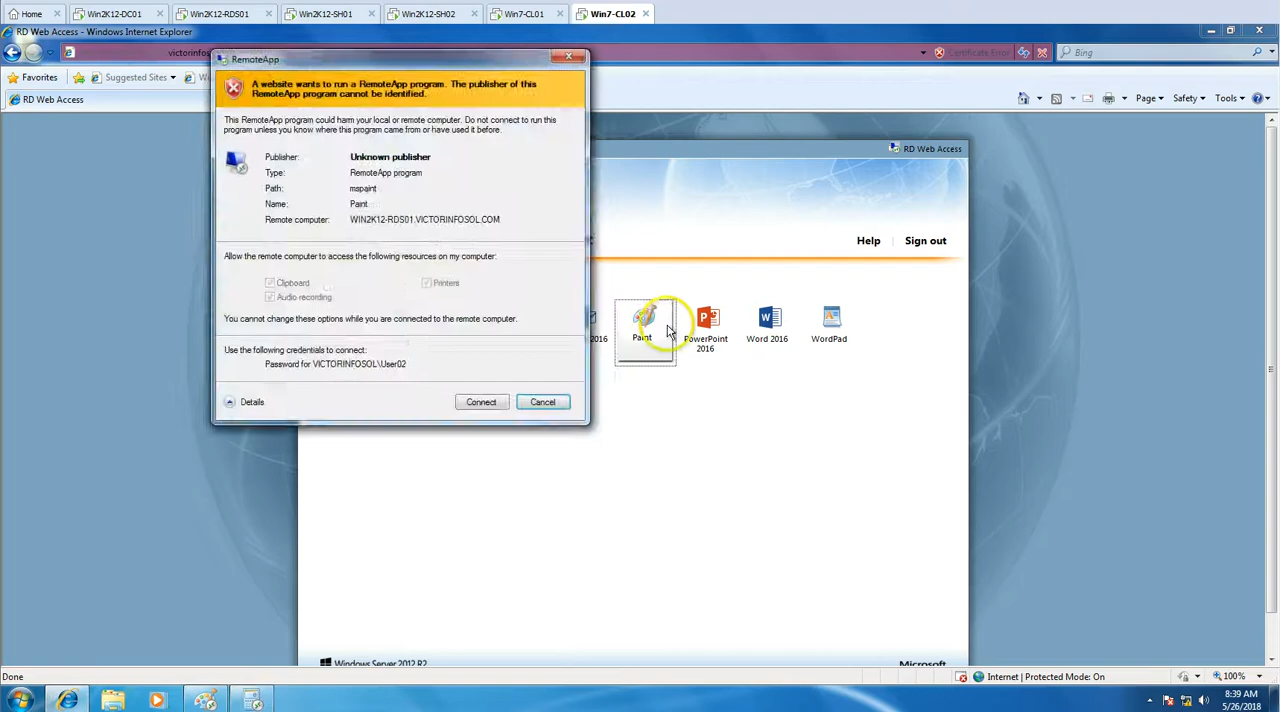 Home Win2K12-DC01 Win2K12-RDS01 Win2K12-SH01 Win2K12-SH02 Win7-CL01 Win7-CL02
RD Web Access - Windows Internet Explorer
victorinfos Certificate Error Bing
Favorites Suggested Sites
RD Web Access Page Safety Tools
RemoteApp
A website wants to run a RemoteApp program. The publisher of this
RemoteApp program cannot be identified.
This RemoteApp program could harm your local or remote computer. Do not connect to run this
program unless you know where this program came from or have used it before.
Publisher: Unknown publisher
Type: RemoteApp program
Path: mspaint
Name: Paint
Remote computer: WIN2K12-RDS01.VICTORINFOSOL.COM
Allow the remote computer to access the following resources on my computer:
Clipboard Printers
Audio recording
You cannot change these options while you are connected to the remote computer.
Use the following credentials to connect:
Password for VICTORINFOSOL\User02
Details Connect Cancel
RD Web Access
Help Sign out
2016 Paint PowerPoint
2016 Word 2016 WordPad
Windows Server 2012 R2 Microsoft
Done Internet | Protected Mode: On 100%
8:39 AM
5/26/2018